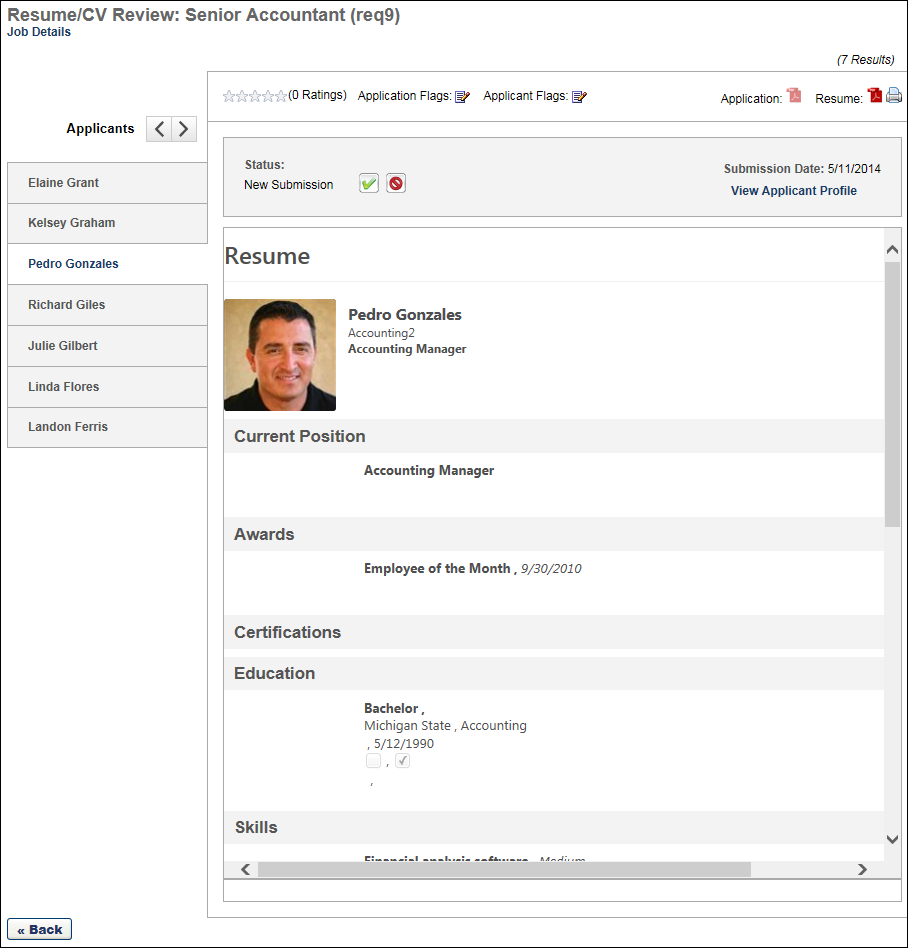 Resume/CV Review: Senior Accountant (req9)
Job Details
(7 Results)
(0 Ratings) Application Flags: Applicant Flags: Application: Resume:
Applicants
Elaine Grant
Kelsey Graham
Pedro Gonzales
Richard Giles
Julie Gilbert
Linda Flores
Landon Ferris
Status:
New Submission
Submission Date: 5/11/2014
View Applicant Profile
Resume
Pedro Gonzales
Accounting2
Accounting Manager
Current Position
Accounting Manager
Awards
Employee of the Month , 9/30/2010
Certifications
Education
Bachelor ,
Michigan State , Accounting
, 5/12/1990
,
,
Skills
Financial analysis software , Medium
« Back